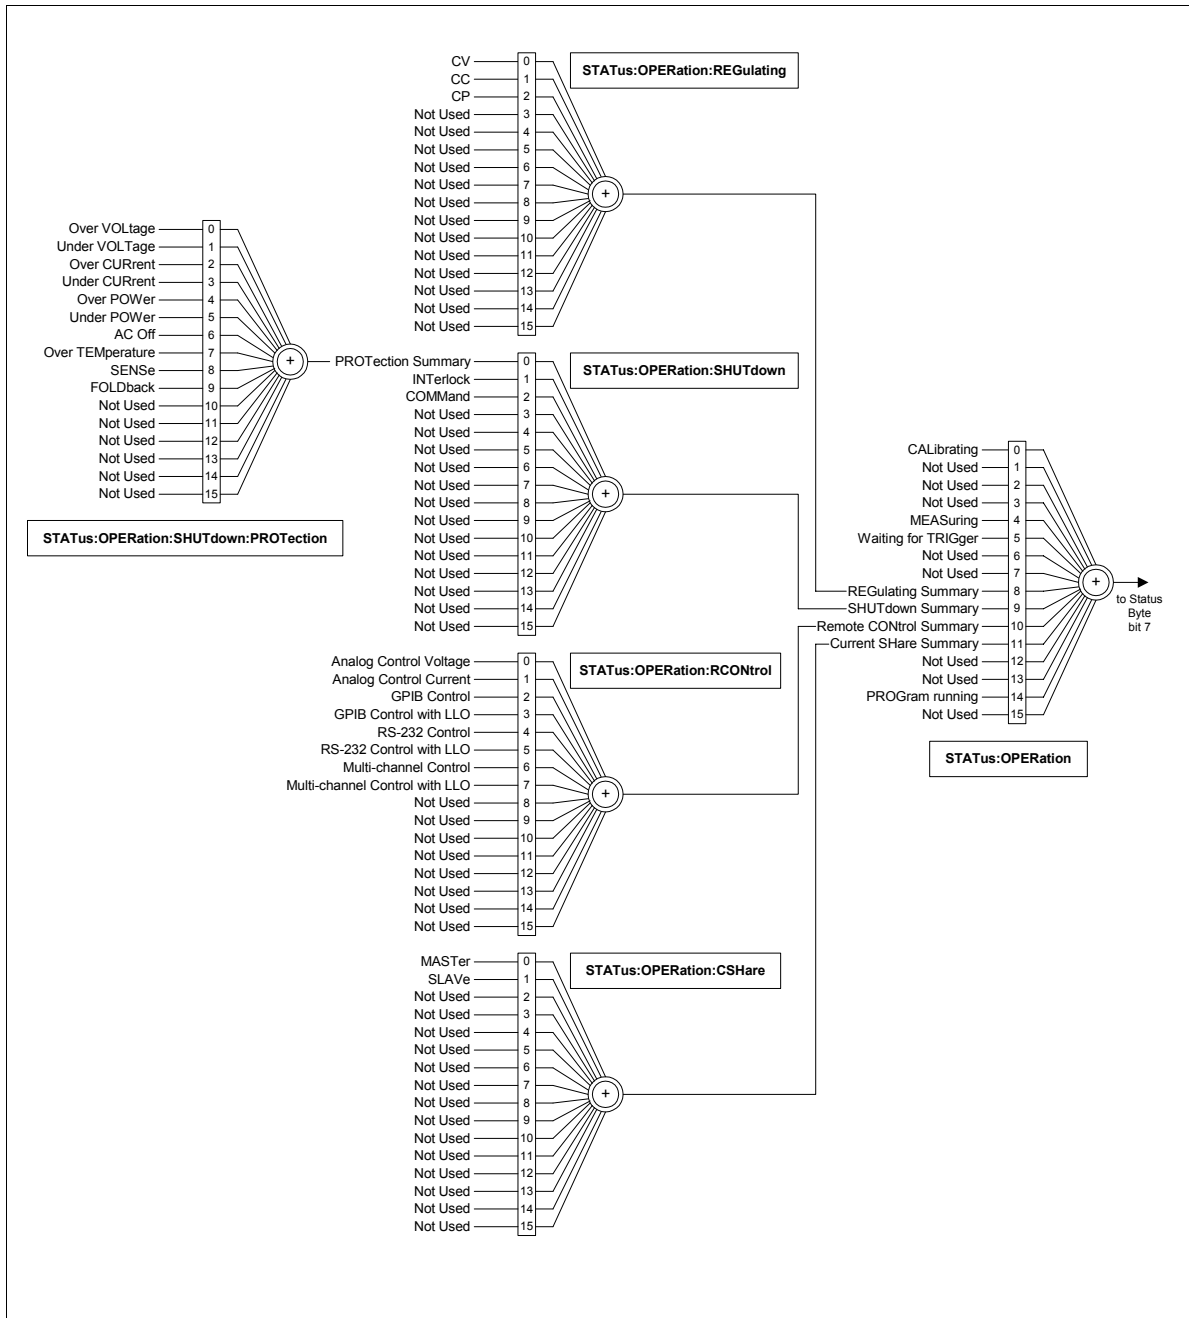 CV 0
CC 1
CP 2
Not Used 3
Not Used 4
Not Used 5
Not Used 6
Not Used 7
Not Used 8
Not Used 9
Not Used 10
Not Used 11
Not Used 12
Not Used 13
Not Used 14
Not Used 15
+
STATus:OPERation:REGulating
Over VOLtage 0
Under VOLTage 1
Over CURrent 2
Under CURrent 3
Over POWer 4
Under POWer 5
AC Off 6
Over TEMperature 7
SENSe 8
FOLDback 9
Not Used 10
Not Used 11
Not Used 12
Not Used 13
Not Used 14
Not Used 15
+
STATus:OPERation:SHUTdown:PROTection
PROTection Summary 0
INTerlock 1
COMMand 2
Not Used 3
Not Used 4
Not Used 5
Not Used 6
Not Used 7
Not Used 8
Not Used 9
Not Used 10
Not Used 11
Not Used 12
Not Used 13
Not Used 14
Not Used 15
+
STATus:OPERation:SHUTdown
Analog Control Voltage 0
Analog Control Current 1
GPIB Control 2
GPIB Control with LLO 3
RS-232 Control 4
RS-232 Control with LLO 5
Multi-channel Control 6
Multi-channel Control with LLO 7
Not Used 8
Not Used 9
Not Used 10
Not Used 11
Not Used 12
Not Used 13
Not Used 14
Not Used 15
+
STATus:OPERation:RCONtrol
MASTer 0
SLAVe 1
Not Used 2
Not Used 3
Not Used 4
Not Used 5
Not Used 6
Not Used 7
Not Used 8
Not Used 9
Not Used 10
Not Used 11
Not Used 12
Not Used 13
Not Used 14
Not Used 15
+
STATus:OPERation:CSHare
CALibrating 0
Not Used 1
Not Used 2
Not Used 3
MEASuring 4
Waiting for TRIGger 5
Not Used 6
Not Used 7
REGulating Summary 8
SHUTdown Summary 9
Remote CONtrol Summary 10
Current SHare Summary 11
Not Used 12
Not Used 13
PROGram running 14
Not Used 15
+
to Status
Byte
bit 7
STATus:OPERation